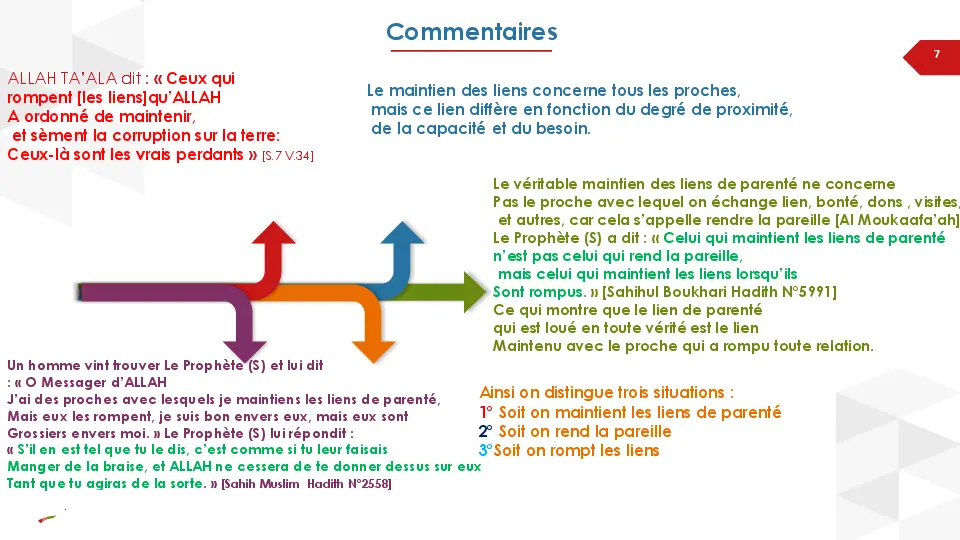 Commentaires
7
ALLAH TA’ALA dit : « Ceux qui
rompent [les liens]qu’ALLAH
A ordonné de maintenir,
et sèment la corruption sur la terre:
Ceux-là sont les vrais perdants » [S.7 V.34]
Le maintien des liens concerne tous les proches,
mais ce lien diffère en fonction du degré de proximité,
de la capacité et du besoin.
Le véritable maintien des liens de parenté ne concerne
Pas le proche avec lequel on échange lien, bonté, dons , visites,
et autres, car cela s’appelle rendre la pareille [Al Moukaafa’ah]
Le Prophète (S) a dit : « Celui qui maintient les liens de parenté
n’est pas celui qui rend la pareille,
mais celui qui maintient les liens lorsqu’ils
Sont rompus. » [Sahihul Boukhari Hadith N°5991]
Ce qui montre que le lien de parenté
qui est loué en toute vérité est le lien
Maintenu avec le proche qui a rompu toute relation.
Un homme vint trouver Le Prophète (S) et lui dit
: « O Messager d’ALLAH
J’ai des proches avec lesquels je maintiens les liens de parenté,
Mais eux les rompent, je suis bon envers eux, mais eux sont
Grossiers envers moi. » Le Prophète (S) lui répondit :
« S’il en est tel que tu le dis, c’est comme si tu leur faisais
Manger de la braise, et ALLAH ne cessera de te donner dessus sur eux
Tant que tu agiras de la sorte. » [Sahih Muslim Hadith N°2558]
Ainsi on distingue trois situations :
1° Soit on maintient les liens de parenté
2° Soit on rend la pareille
3°Soit on rompt les liens